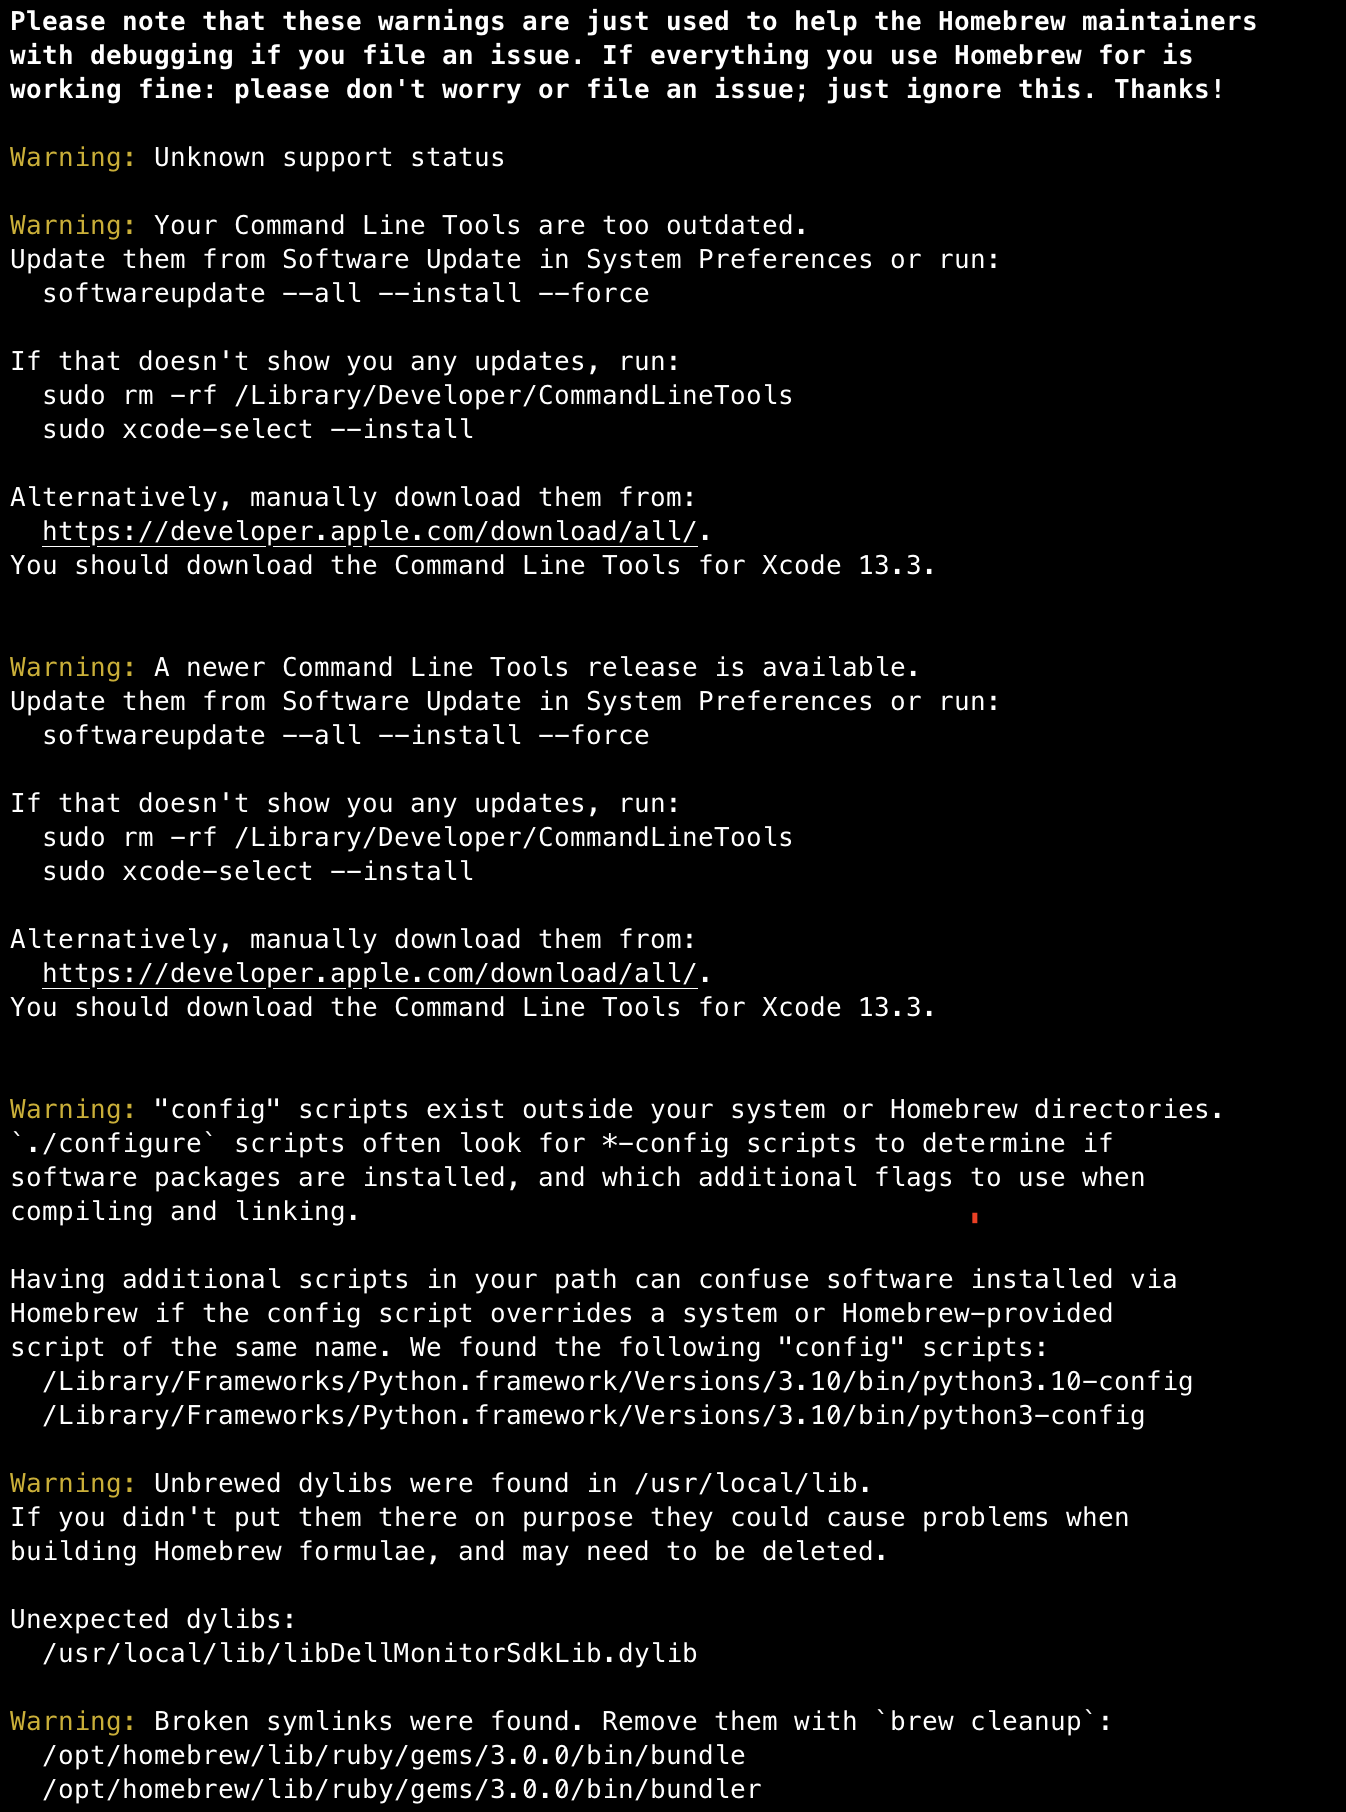 Please note that these warnings are just used to help the Homebrew maintainers
with debugging if you file an issue. If everything you use Homebrew for is
working fine: please don't worry or file an issue; just ignore this. Thanks!
Warning: Unknown support status
Warning: Your Command Line Tools are too outdated.
Update them from Software Update in System Preferences or run:
  softwareupdate --all --install --force
If that doesn't show you any updates, run:
  sudo rm -rf /Library/Developer/CommandLineTools
  sudo xcode-select --install
Alternatively, manually download them from:
  https://developer.apple.com/download/all/.
You should download the Command Line Tools for Xcode 13.3.
Warning: A newer Command Line Tools release is available.
Update them from Software Update in System Preferences or run:
  softwareupdate --all --install --force
If that doesn't show you any updates, run:
  sudo rm -rf /Library/Developer/CommandLineTools
  sudo xcode-select --install
Alternatively, manually download them from:
  https://developer.apple.com/download/all/.
You should download the Command Line Tools for Xcode 13.3.
Warning: "config" scripts exist outside your system or Homebrew directories.
`./configure` scripts often look for *-config scripts to determine if
software packages are installed, and which additional flags to use when
compiling and linking.
Having additional scripts in your path can confuse software installed via
Homebrew if the config script overrides a system or Homebrew-provided
script of the same name. We found the following "config" scripts:
  /Library/Frameworks/Python.framework/Versions/3.10/bin/python3.10-config
  /Library/Frameworks/Python.framework/Versions/3.10/bin/python3-config
Warning: Unbrewed dylibs were found in /usr/local/lib.
If you didn't put them there on purpose they could cause problems when
building Homebrew formulae, and may need to be deleted.
Unexpected dylibs:
  /usr/local/lib/libDellMonitorSdkLib.dylib
Warning: Broken symlinks were found. Remove them with `brew cleanup`:
  /opt/homebrew/lib/ruby/gems/3.0.0/bin/bundle
  /opt/homebrew/lib/ruby/gems/3.0.0/bin/bundler